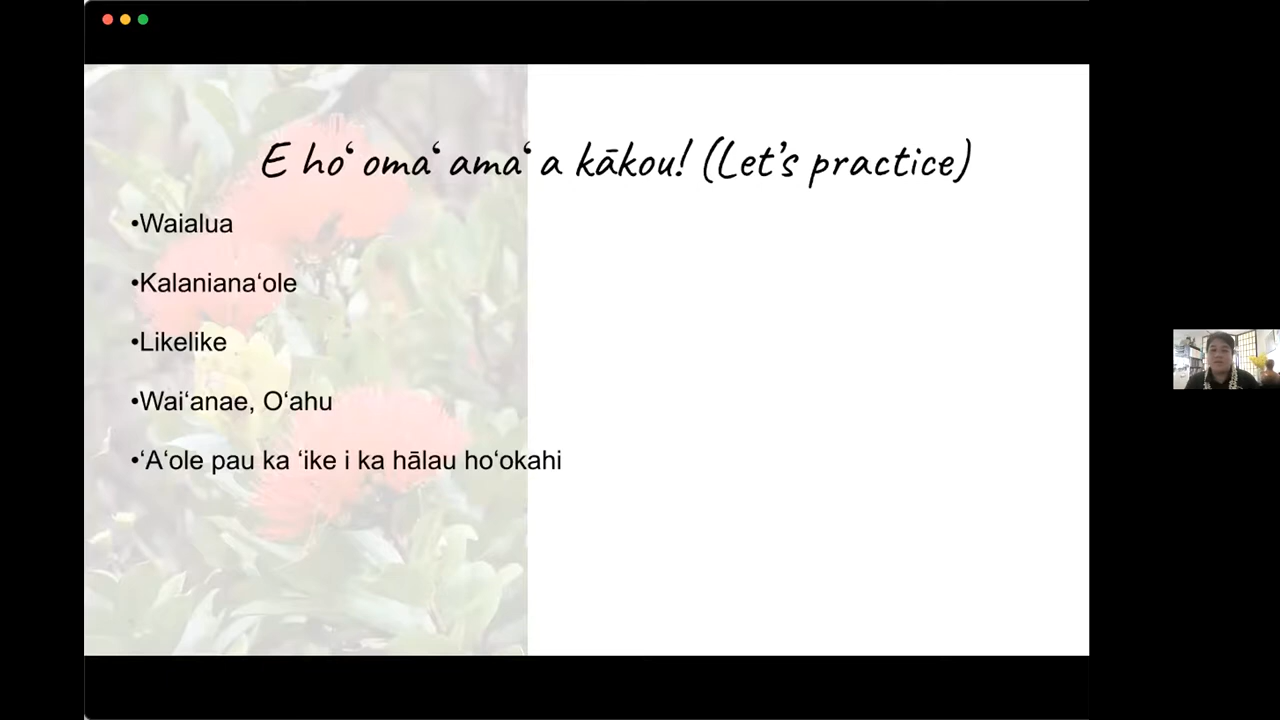 E hoʻomaʻamaʻa kākou! (Let’s practice)
•Waialua
•Kalanianaʻole
•Likelike
•Waiʻanae, Oʻahu
•ʻAʻole pau ka ʻike i ka hālau hoʻokahi